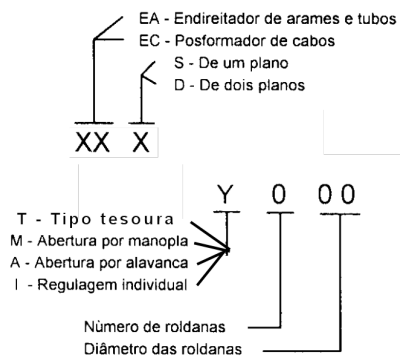 EA - Endireitador de arames e tubos
EC - Posformador de cabos
S - De um plano
D - De dois planos
XX X
Y 0 00
T - Tipo tesoura
M - Abertura por manopla
A - Abertura por alavanca
I - Regulagem individual
Número de roldanas
Diâmetro das roldanas